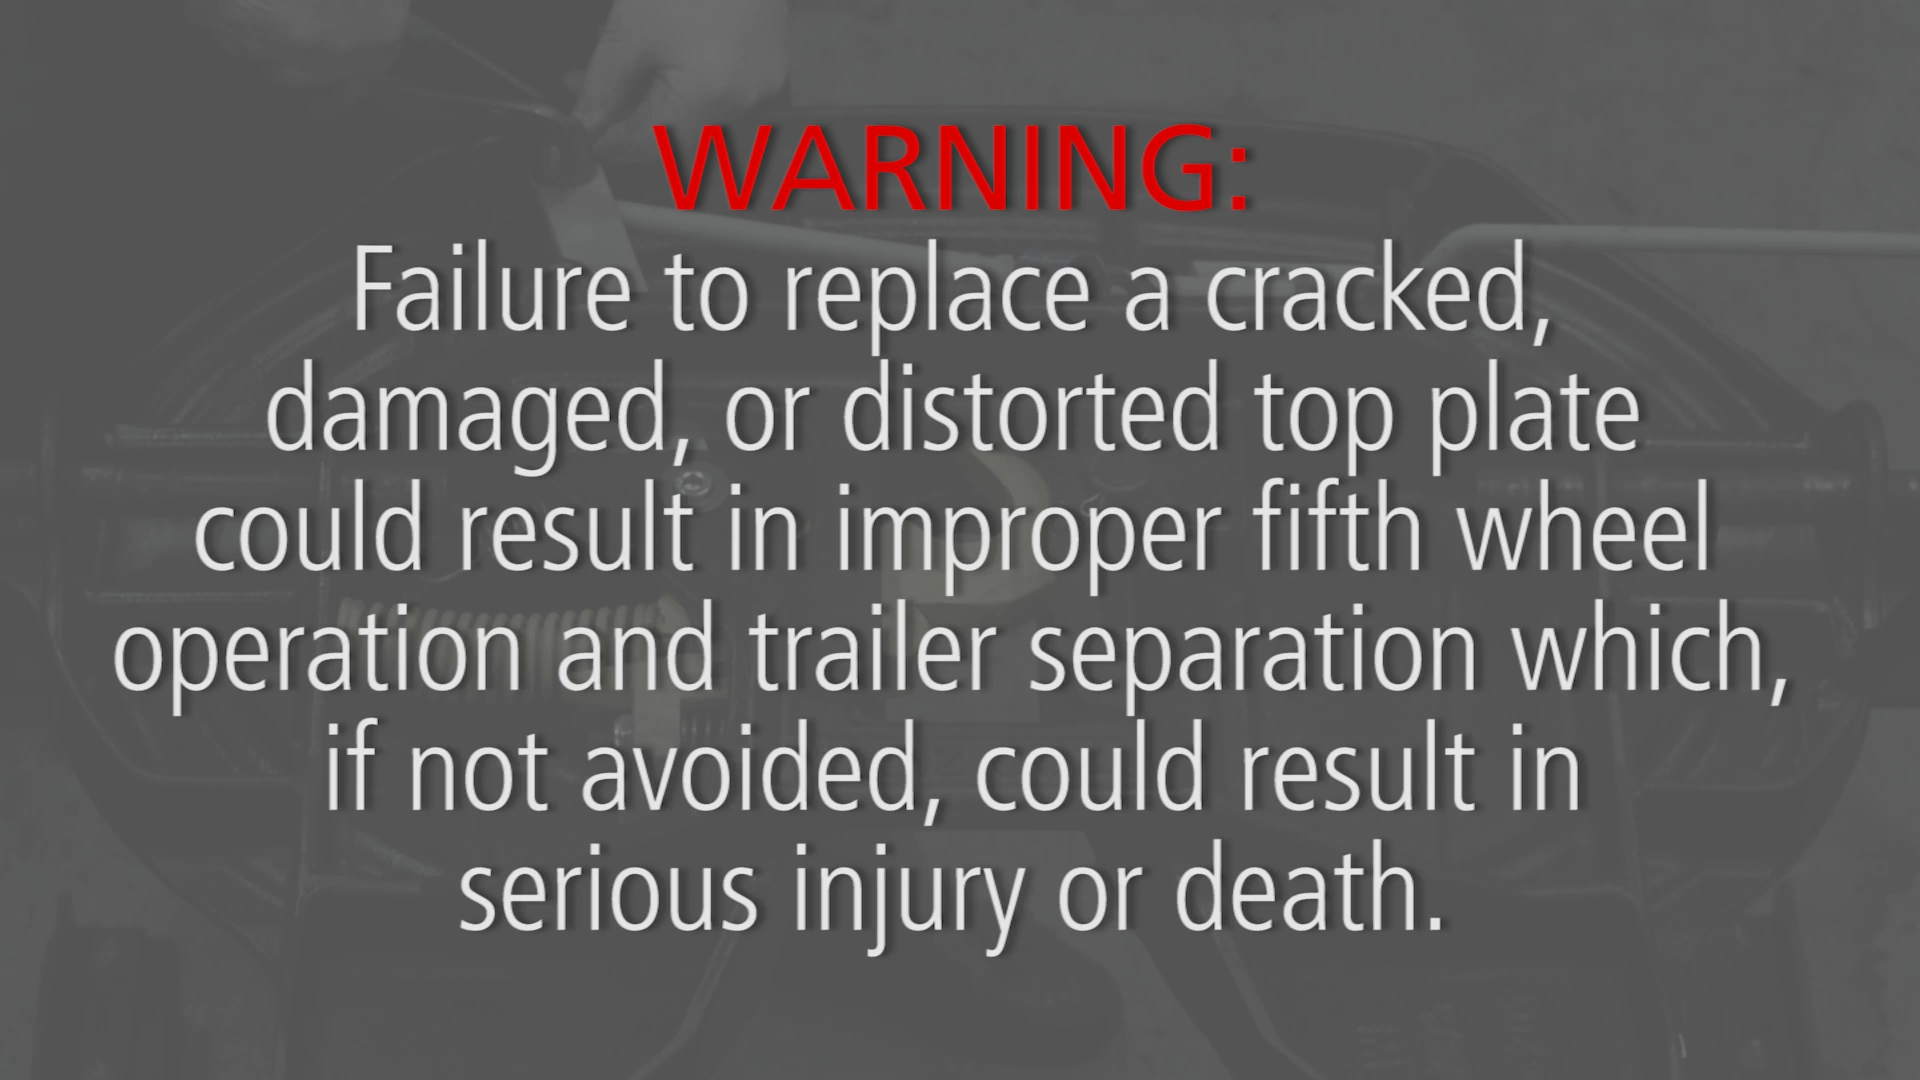 WARNING:
Failure to replace a cracked,
damaged, or distorted top plate
could result in improper fifth wheel
operation and trailer separation which,
if not avoided, could result in
serious injury or death.